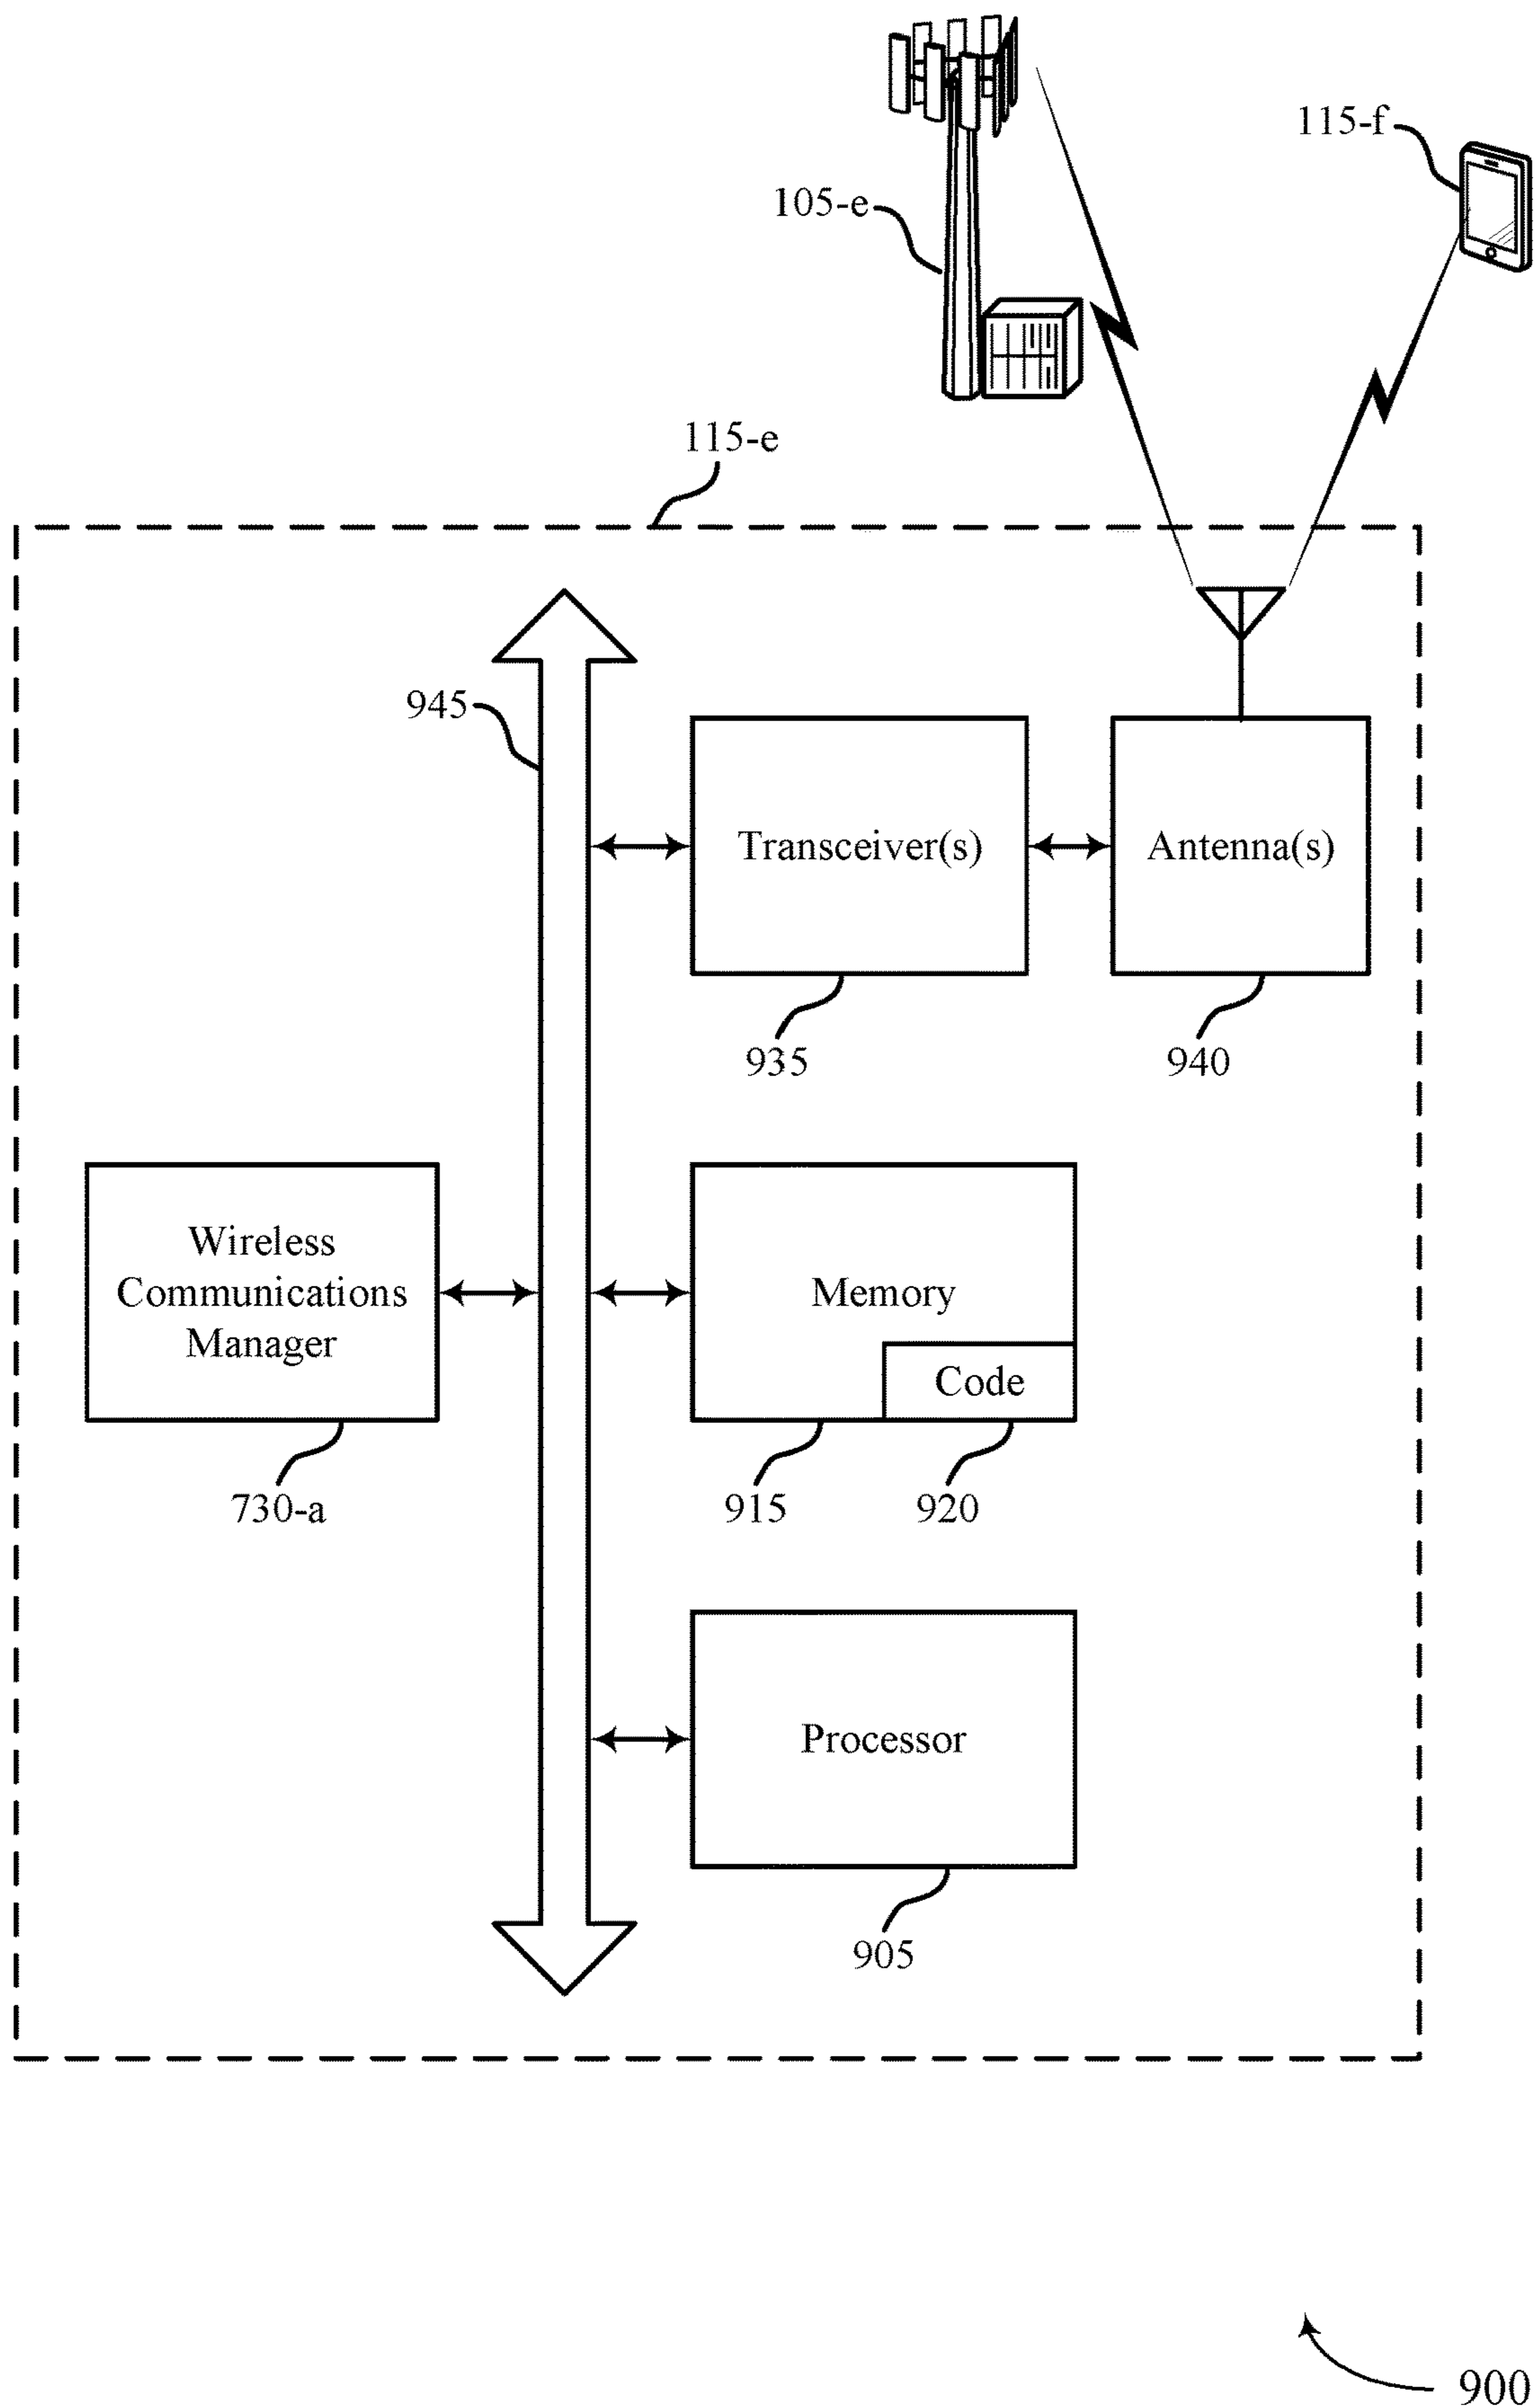 115-f
105-e
115-e
945
Transceiver(s)
Antenna(s)
935
940
Wireless
Communications
Manager
Memory
Code
730-a
915
920
Processor
905
900